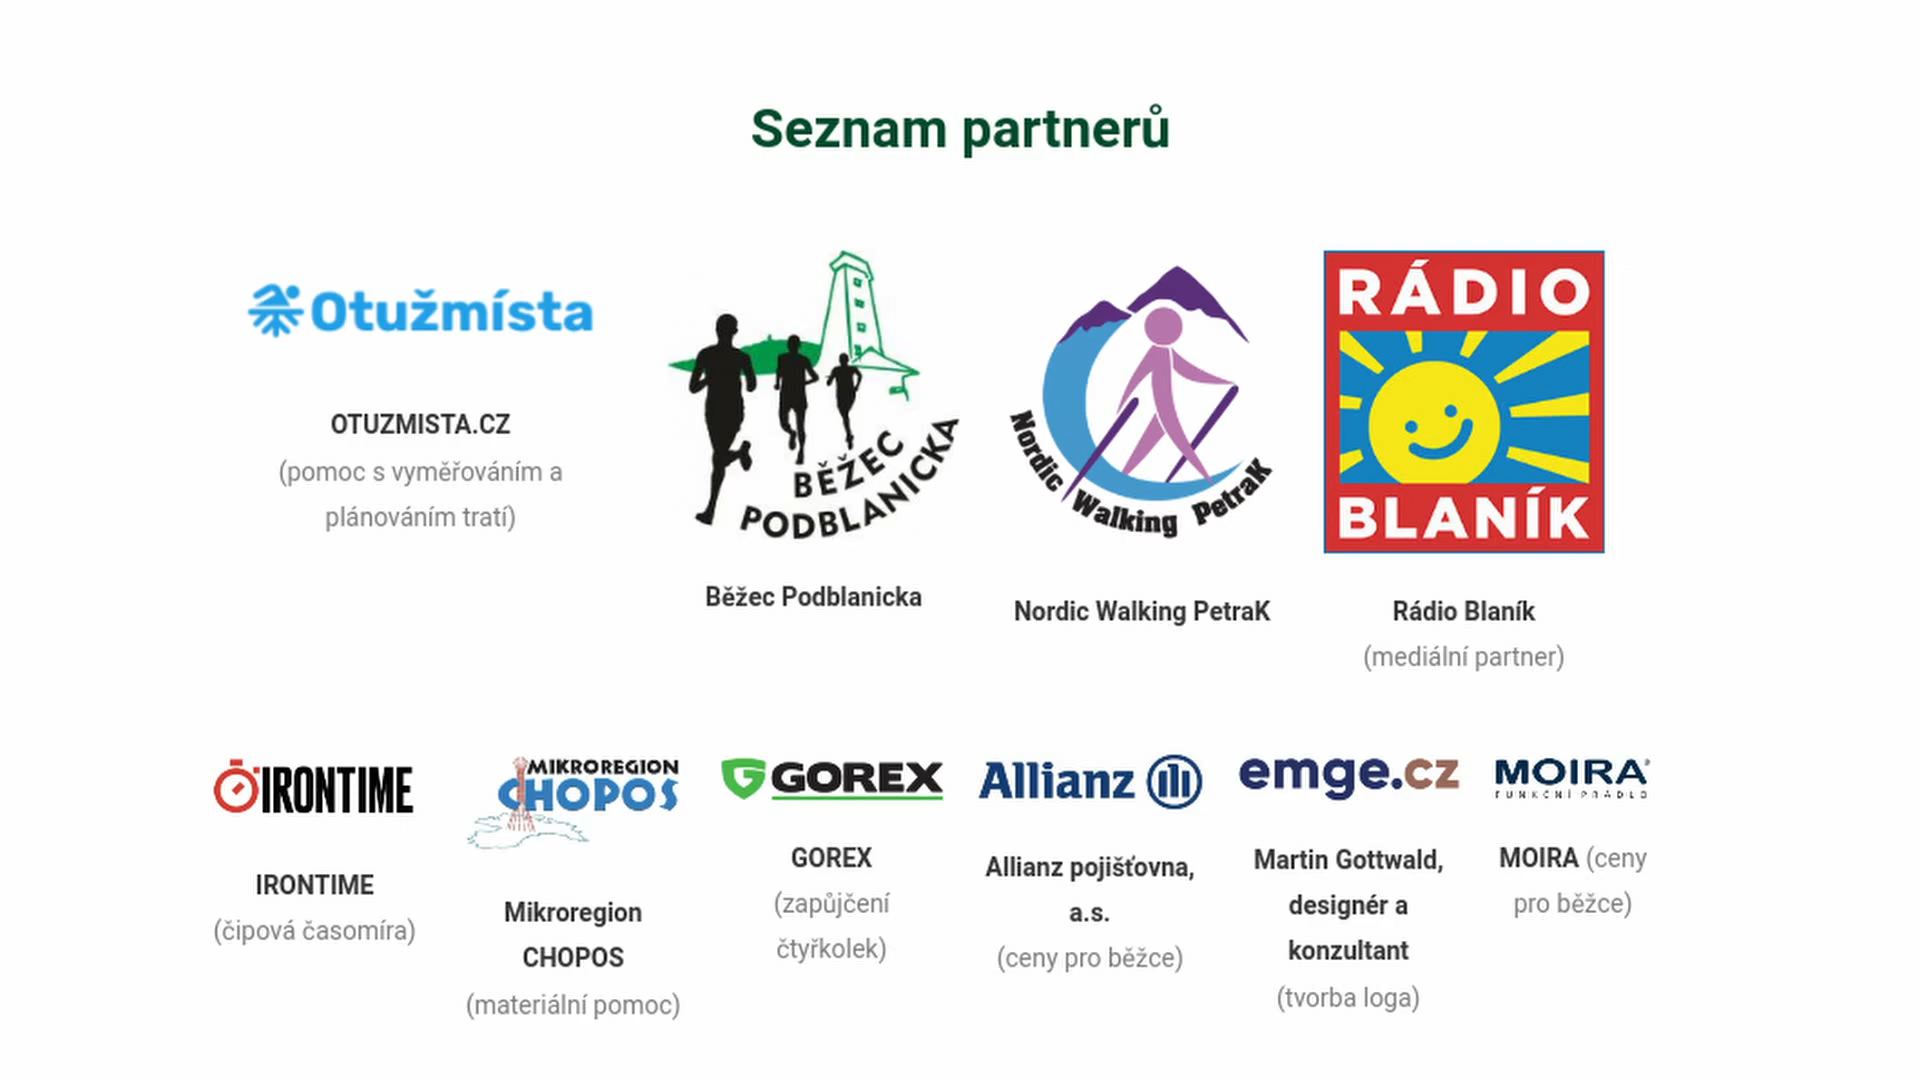 Seznam partnerů
Otužmísta
OTUZMISTA.CZ
(pomoc s vyměřováním a
plánováním tratí)
BĚŽEC
PODBLANICKA
Běžec Podblanicka
Nordic Walking PetraK
Nordic Walking PetraK
RÁDIO
BLANÍK
Rádio Blaník
(mediální partner)
IRONTIME
IRONTIME
(čipová časomíra)
MIKROREGION
CHOPOS
Mikroregion
CHOPOS
(materiální pomoc)
GOREX
GOREX
(zapůjčení
čtyřkolek)
Allianz
Allianz pojišťovna,
a.s.
(ceny pro běžce)
emge.cz
Martin Gottwald,
designér a
konzultant
(tvorba loga)
MOIRA
FUNKČNÍ PRÁDLO
MOIRA (ceny
pro běžce)